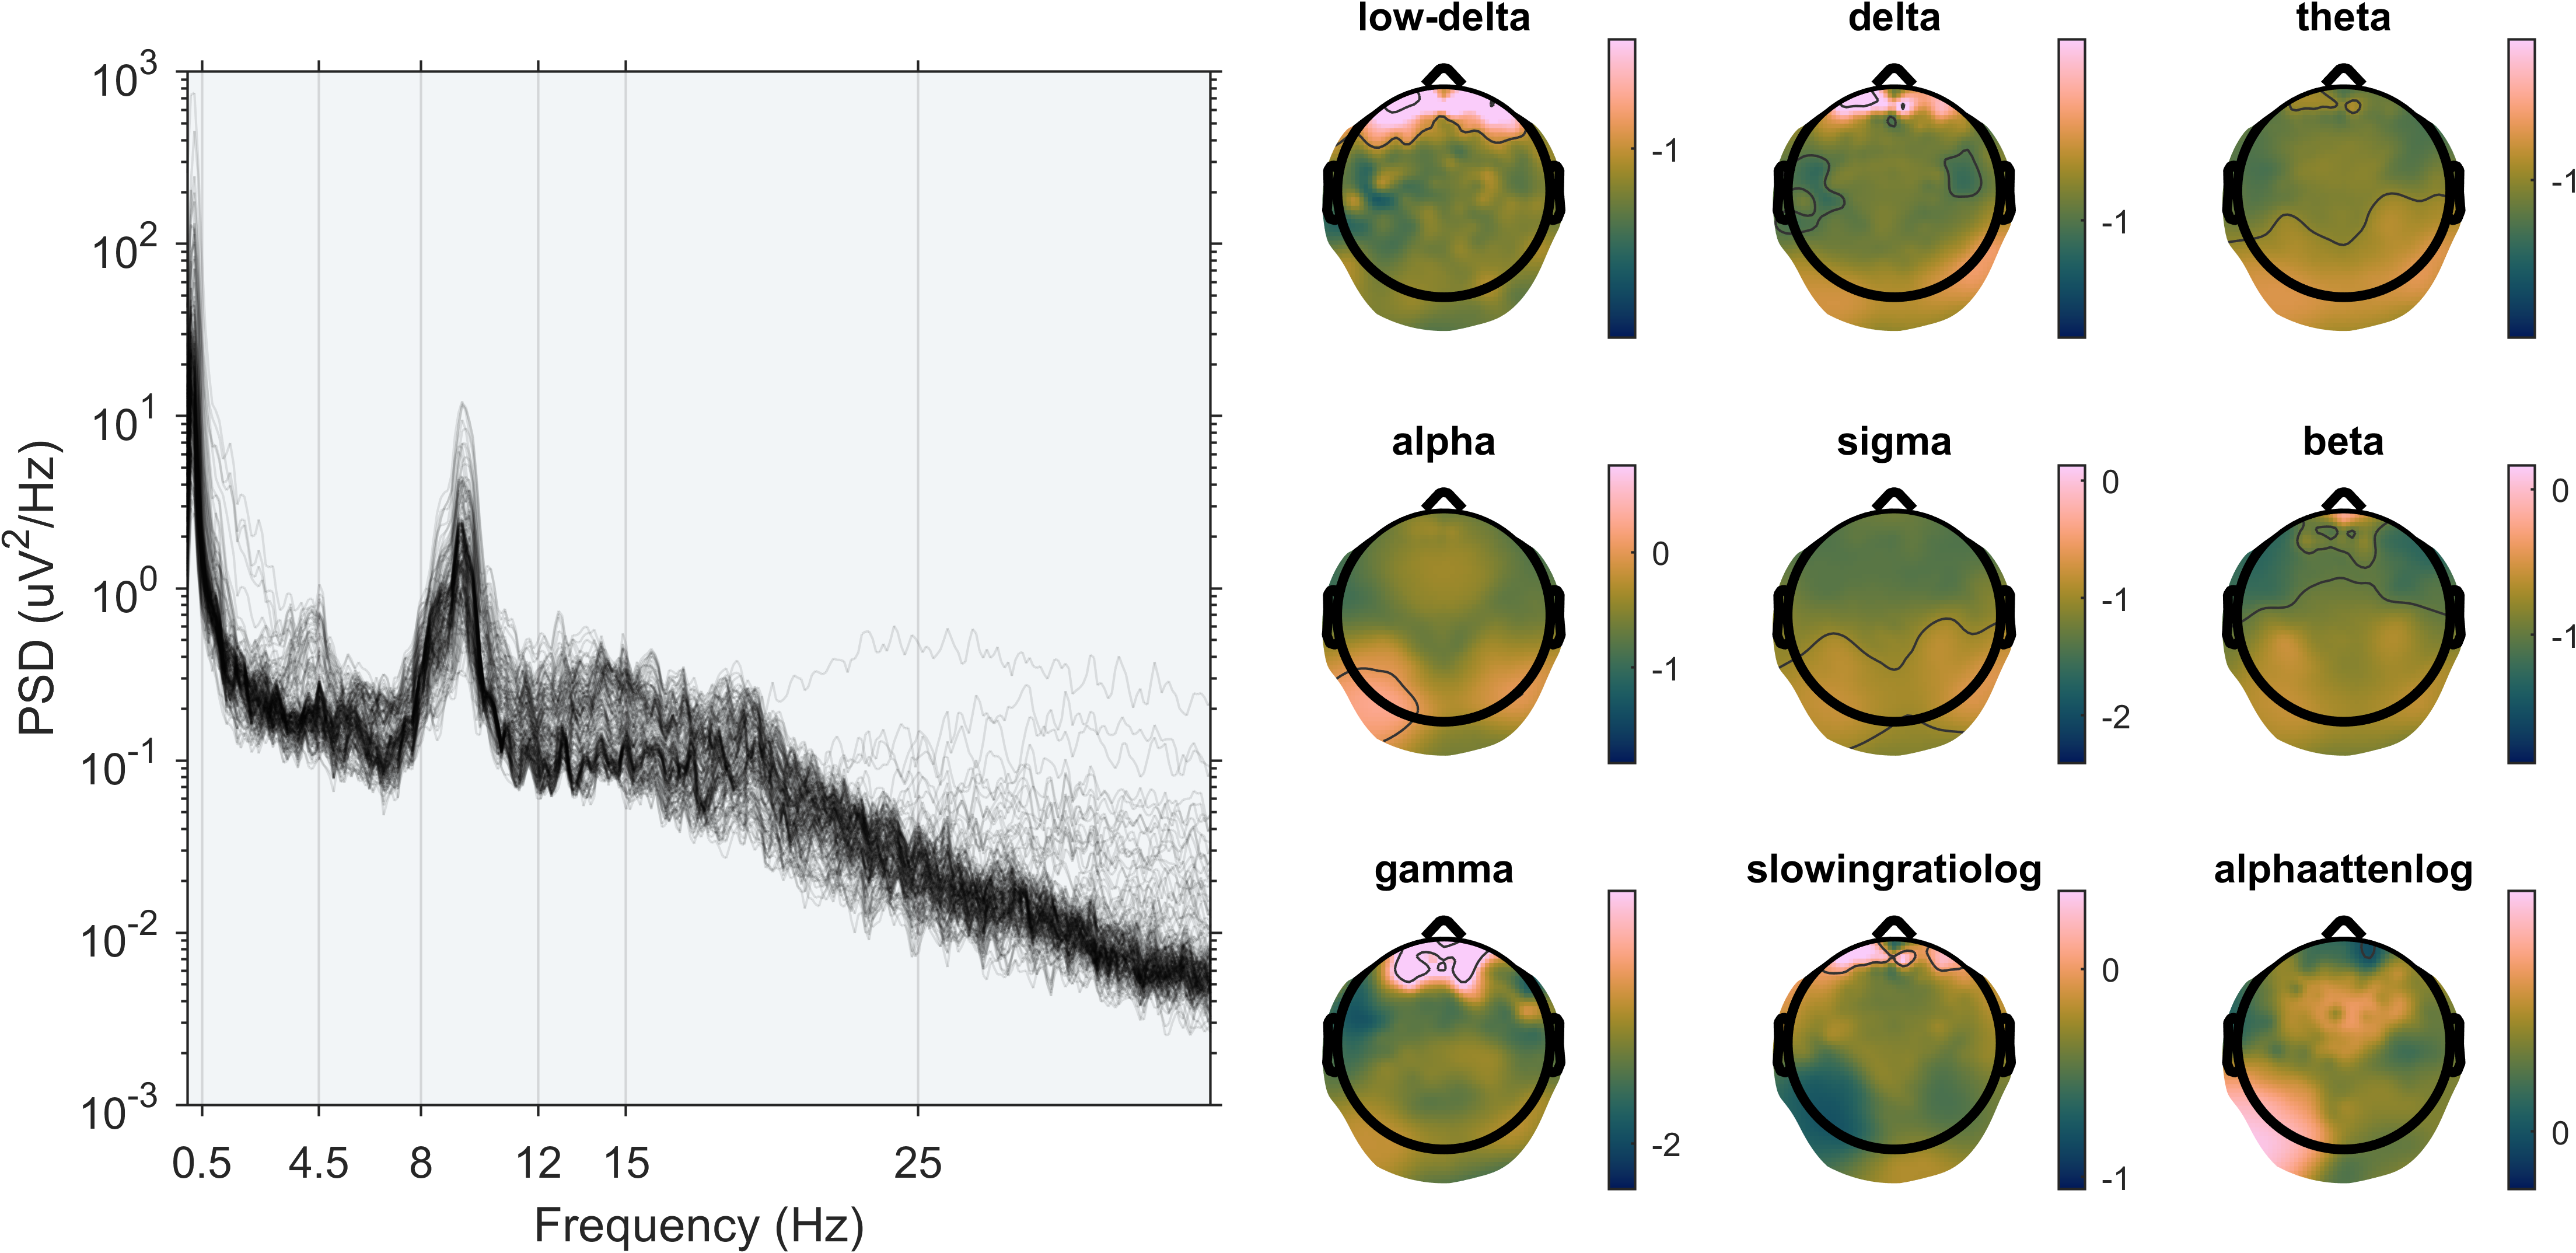 10^3
10^2
10^1
10^0
10^-1
10^-2
10^-3
PSD (uV^2/Hz)
0.5 4.5 8 12 15 25
Frequency (Hz)
low-delta
-1
delta
-1
theta
-1
alpha
0
-1
sigma
0
-1
-2
beta
0
-1
gamma
-2
slowingratiolog
0
-1
alphaattenlog
0